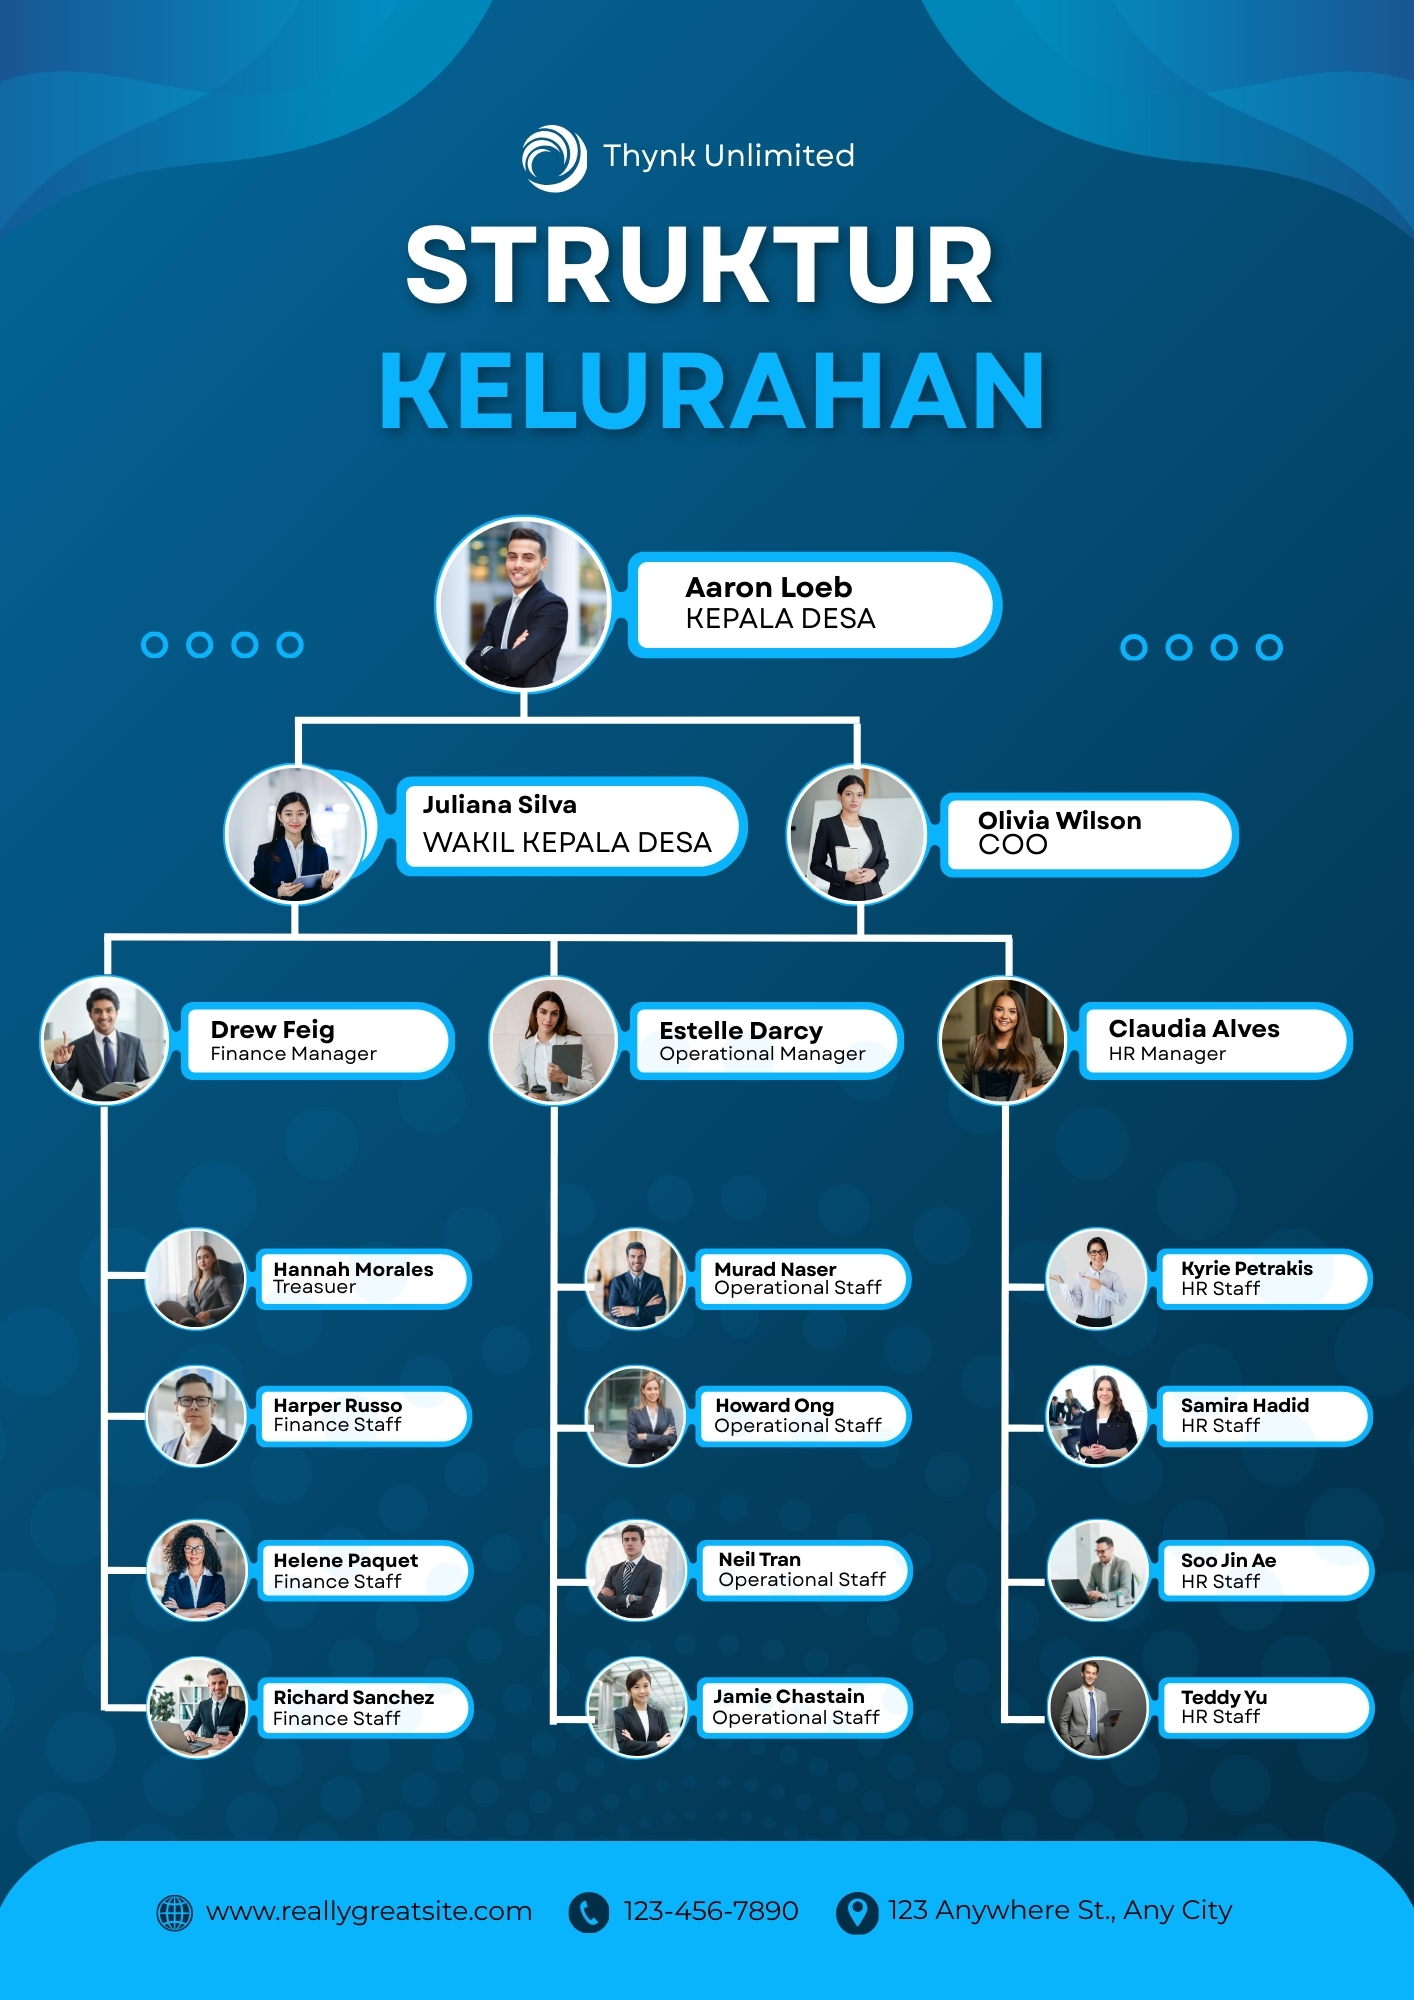 Thynk Unlimited
STRUKTUR
KELURAHAN
Aaron Loeb
KEPALA DESA
Juliana Silva
WAKIL KEPALA DESA
Olivia Wilson
COO
Drew Feig
Finance Manager
Estelle Darcy
Operational Manager
Claudia Alves
HR Manager
Hannah Morales
Treasuer
Murad Naser
Operational Staff
Kyrie Petrakis
HR Staff
Harper Russo
Finance Staff
Howard Ong
Operational Staff
Samira Hadid
HR Staff
Helene Paquet
Finance Staff
Neil Tran
Operational Staff
Soo Jin Ae
HR Staff
Richard Sanchez
Finance Staff
Jamie Chastain
Operational Staff
Teddy Yu
HR Staff
www.reallygreatsite.com
123-456-7890
123 Anywhere St., Any City